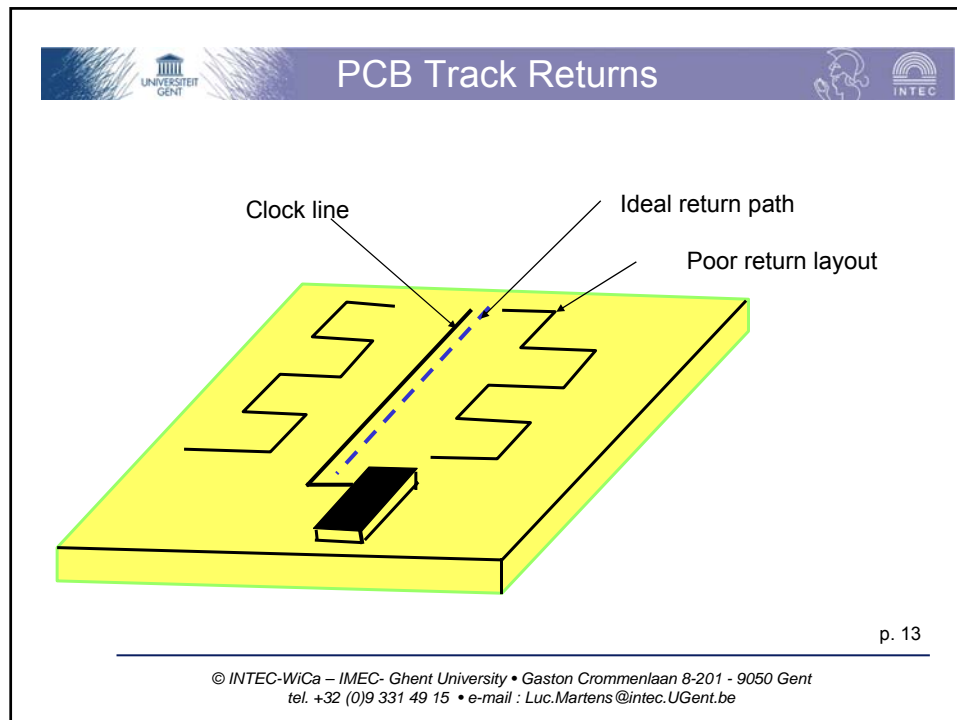 UNIVERSITEIT
GENT
PCB Track Returns
INTEC
Clock line
Ideal return path
Poor return layout
p. 13
© INTEC-WiCa – IMEC- Ghent University • Gaston Crommenlaan 8-201 - 9050 Gent
tel. +32 (0)9 331 49 15 • e-mail : Luc.Martens@intec.UGent.be